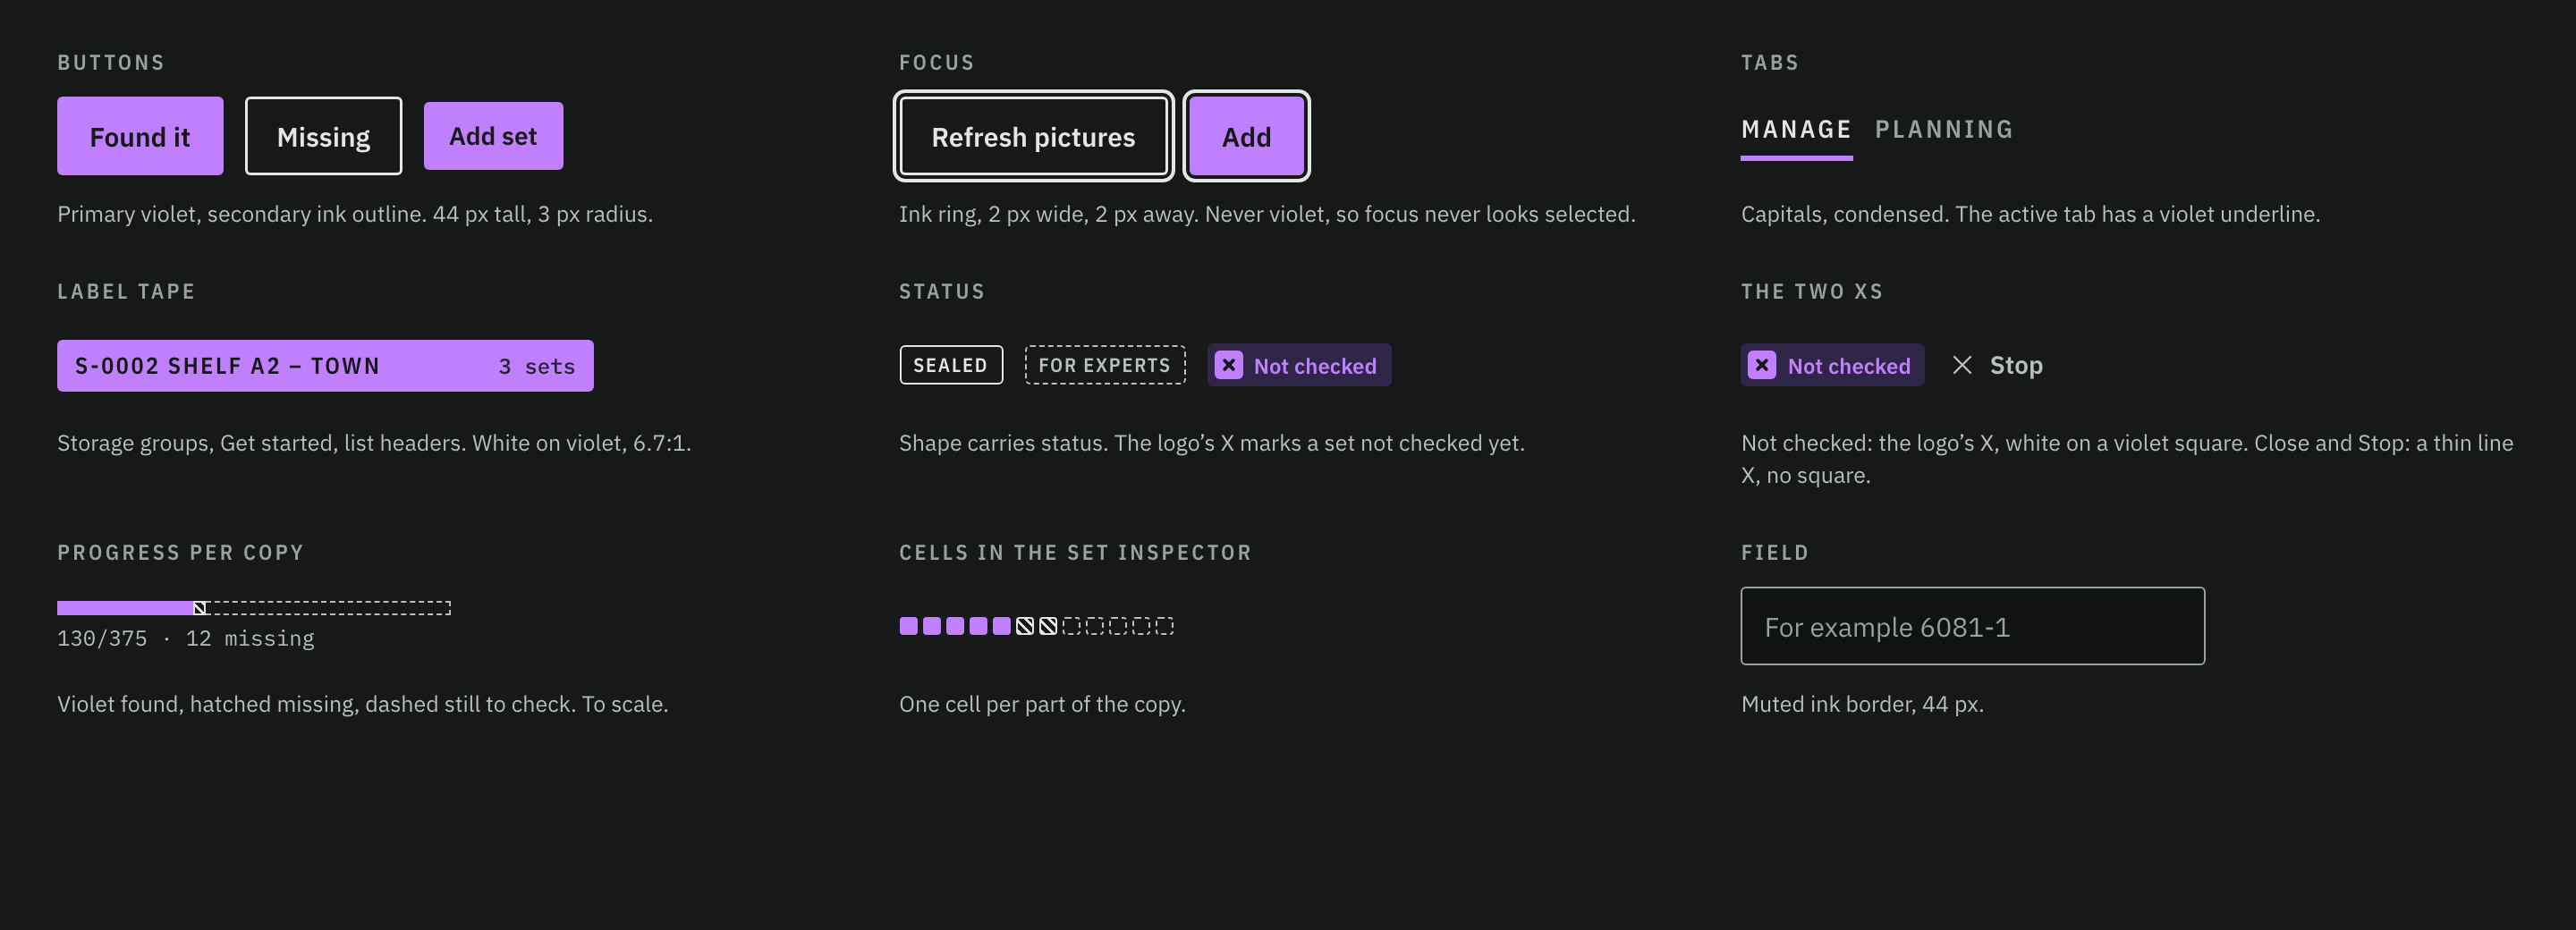 BUTTONS
Found it
Missing
Add set
Primary violet, secondary ink outline. 44 px tall, 3 px radius.
FOCUS
Refresh pictures
Add
Ink ring, 2 px wide, 2 px away. Never violet, so focus never looks selected.
TABS
MANAGE
PLANNING
Capitals, condensed. The active tab has a violet underline.
LABEL TAPE
S-0002 SHELF A2 – TOWN
3 sets
Storage groups, Get started, list headers. White on violet, 6.7:1.
STATUS
SEALED
FOR EXPERTS
Not checked
Shape carries status. The logo’s X marks a set not checked yet.
THE TWO XS
Not checked
Stop
Not checked: the logo’s X, white on a violet square. Close and Stop: a thin line
X, no square.
PROGRESS PER COPY
130/375 · 12 missing
Violet found, hatched missing, dashed still to check. To scale.
CELLS IN THE SET INSPECTOR
One cell per part of the copy.
FIELD
For example 6081-1
Muted ink border, 44 px.